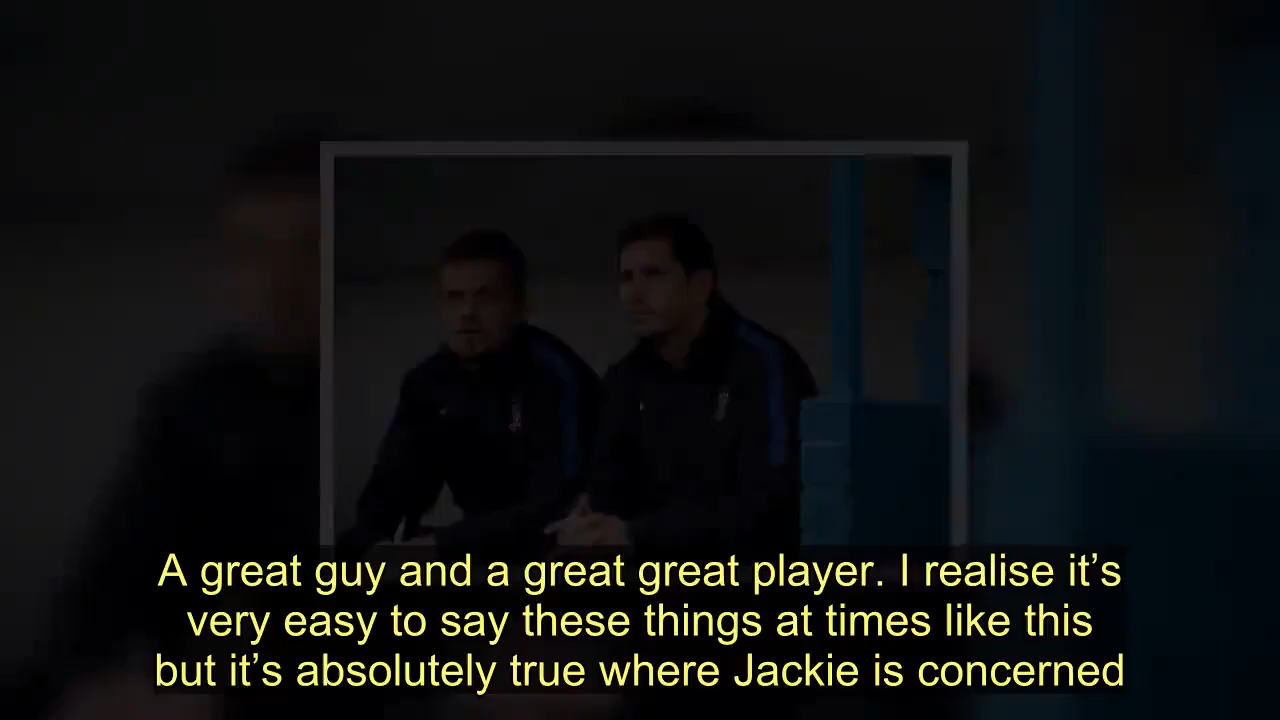 A great guy and a great great player. I realise it’s
very easy to say these things at times like this
but it’s absolutely true where Jackie is concerned